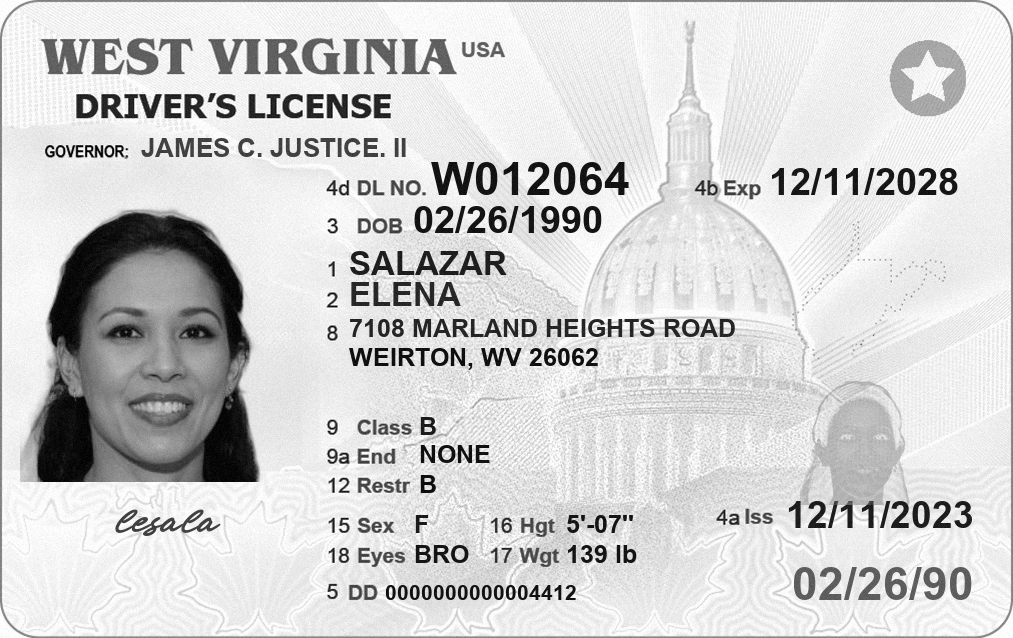 WEST VIRGINIA USA
DRIVER'S LICENSE
GOVERNOR: JAMES C. JUSTICE. II
4d DL NO. W012064 4b Exp 12/11/2028
3 DOB 02/26/1990
1 SALAZAR
2 ELENA
8 7108 MARLAND HEIGHTS ROAD
WEIRTON, WV 26062
9 Class B
9a End NONE
12 Restr B
lesala
15 Sex F 16 Hgt 5'-07" 4a Iss 12/11/2023
18 Eyes BRO 17 Wgt 139 lb
5 DD 0000000000004412
02/26/90